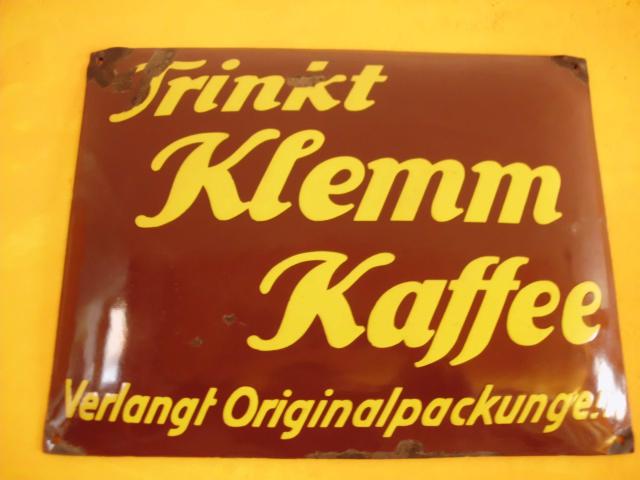 Trinkt
Klemm
Kaffee
Verlangt Originalpackungen